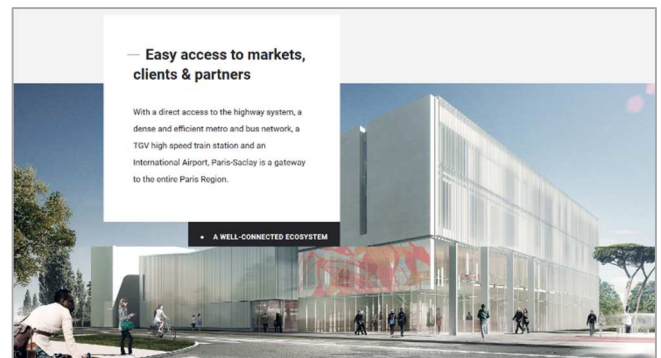 — Easy access to markets,
clients & partners
With a direct access to the highway system, a
dense and efficient metro and bus network, a
TGV high speed train station and an
International Airport, Paris-Saclay is a gateway
to the entire Paris Region.
• A WELL-CONNECTED ECOSYSTEM